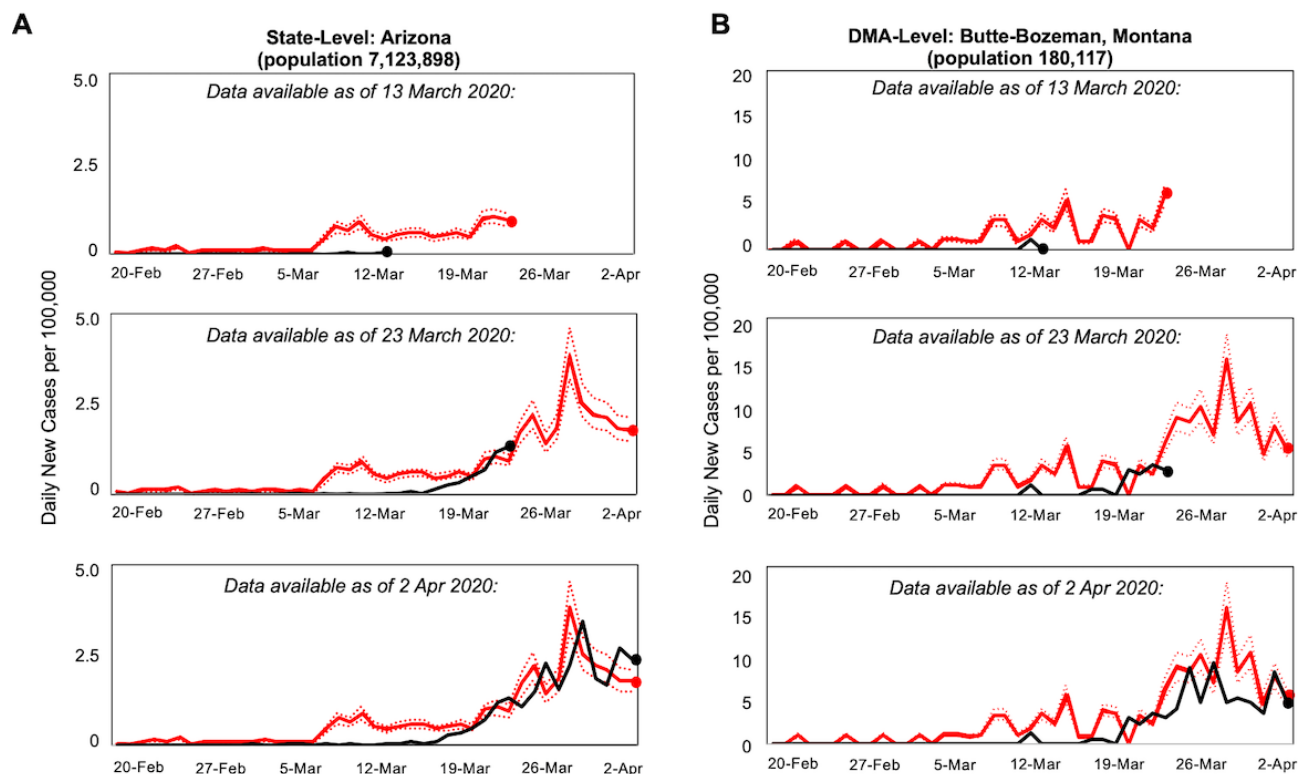 A
State-Level: Arizona
(population 7,123,898)
Data available as of 13 March 2020:
5.0
2.5
0
20-Feb 27-Feb 5-Mar 12-Mar 19-Mar 26-Mar 2-Apr
Data available as of 23 March 2020:
5.0
2.5
0
20-Feb 27-Feb 5-Mar 12-Mar 19-Mar 26-Mar 2-Apr
Data available as of 2 Apr 2020:
5.0
2.5
0
20-Feb 27-Feb 5-Mar 12-Mar 19-Mar 26-Mar 2-Apr
Daily New Cases per 100,000
B
DMA-Level: Butte-Bozeman, Montana
(population 180,117)
Data available as of 13 March 2020:
20
15
10
5
0
20-Feb 27-Feb 5-Mar 12-Mar 19-Mar 26-Mar 2-Apr
Data available as of 23 March 2020:
20
15
10
5
0
20-Feb 27-Feb 5-Mar 12-Mar 19-Mar 26-Mar 2-Apr
Data available as of 2 Apr 2020:
20
15
10
5
0
20-Feb 27-Feb 5-Mar 12-Mar 19-Mar 26-Mar 2-Apr
Daily New Cases per 100,000